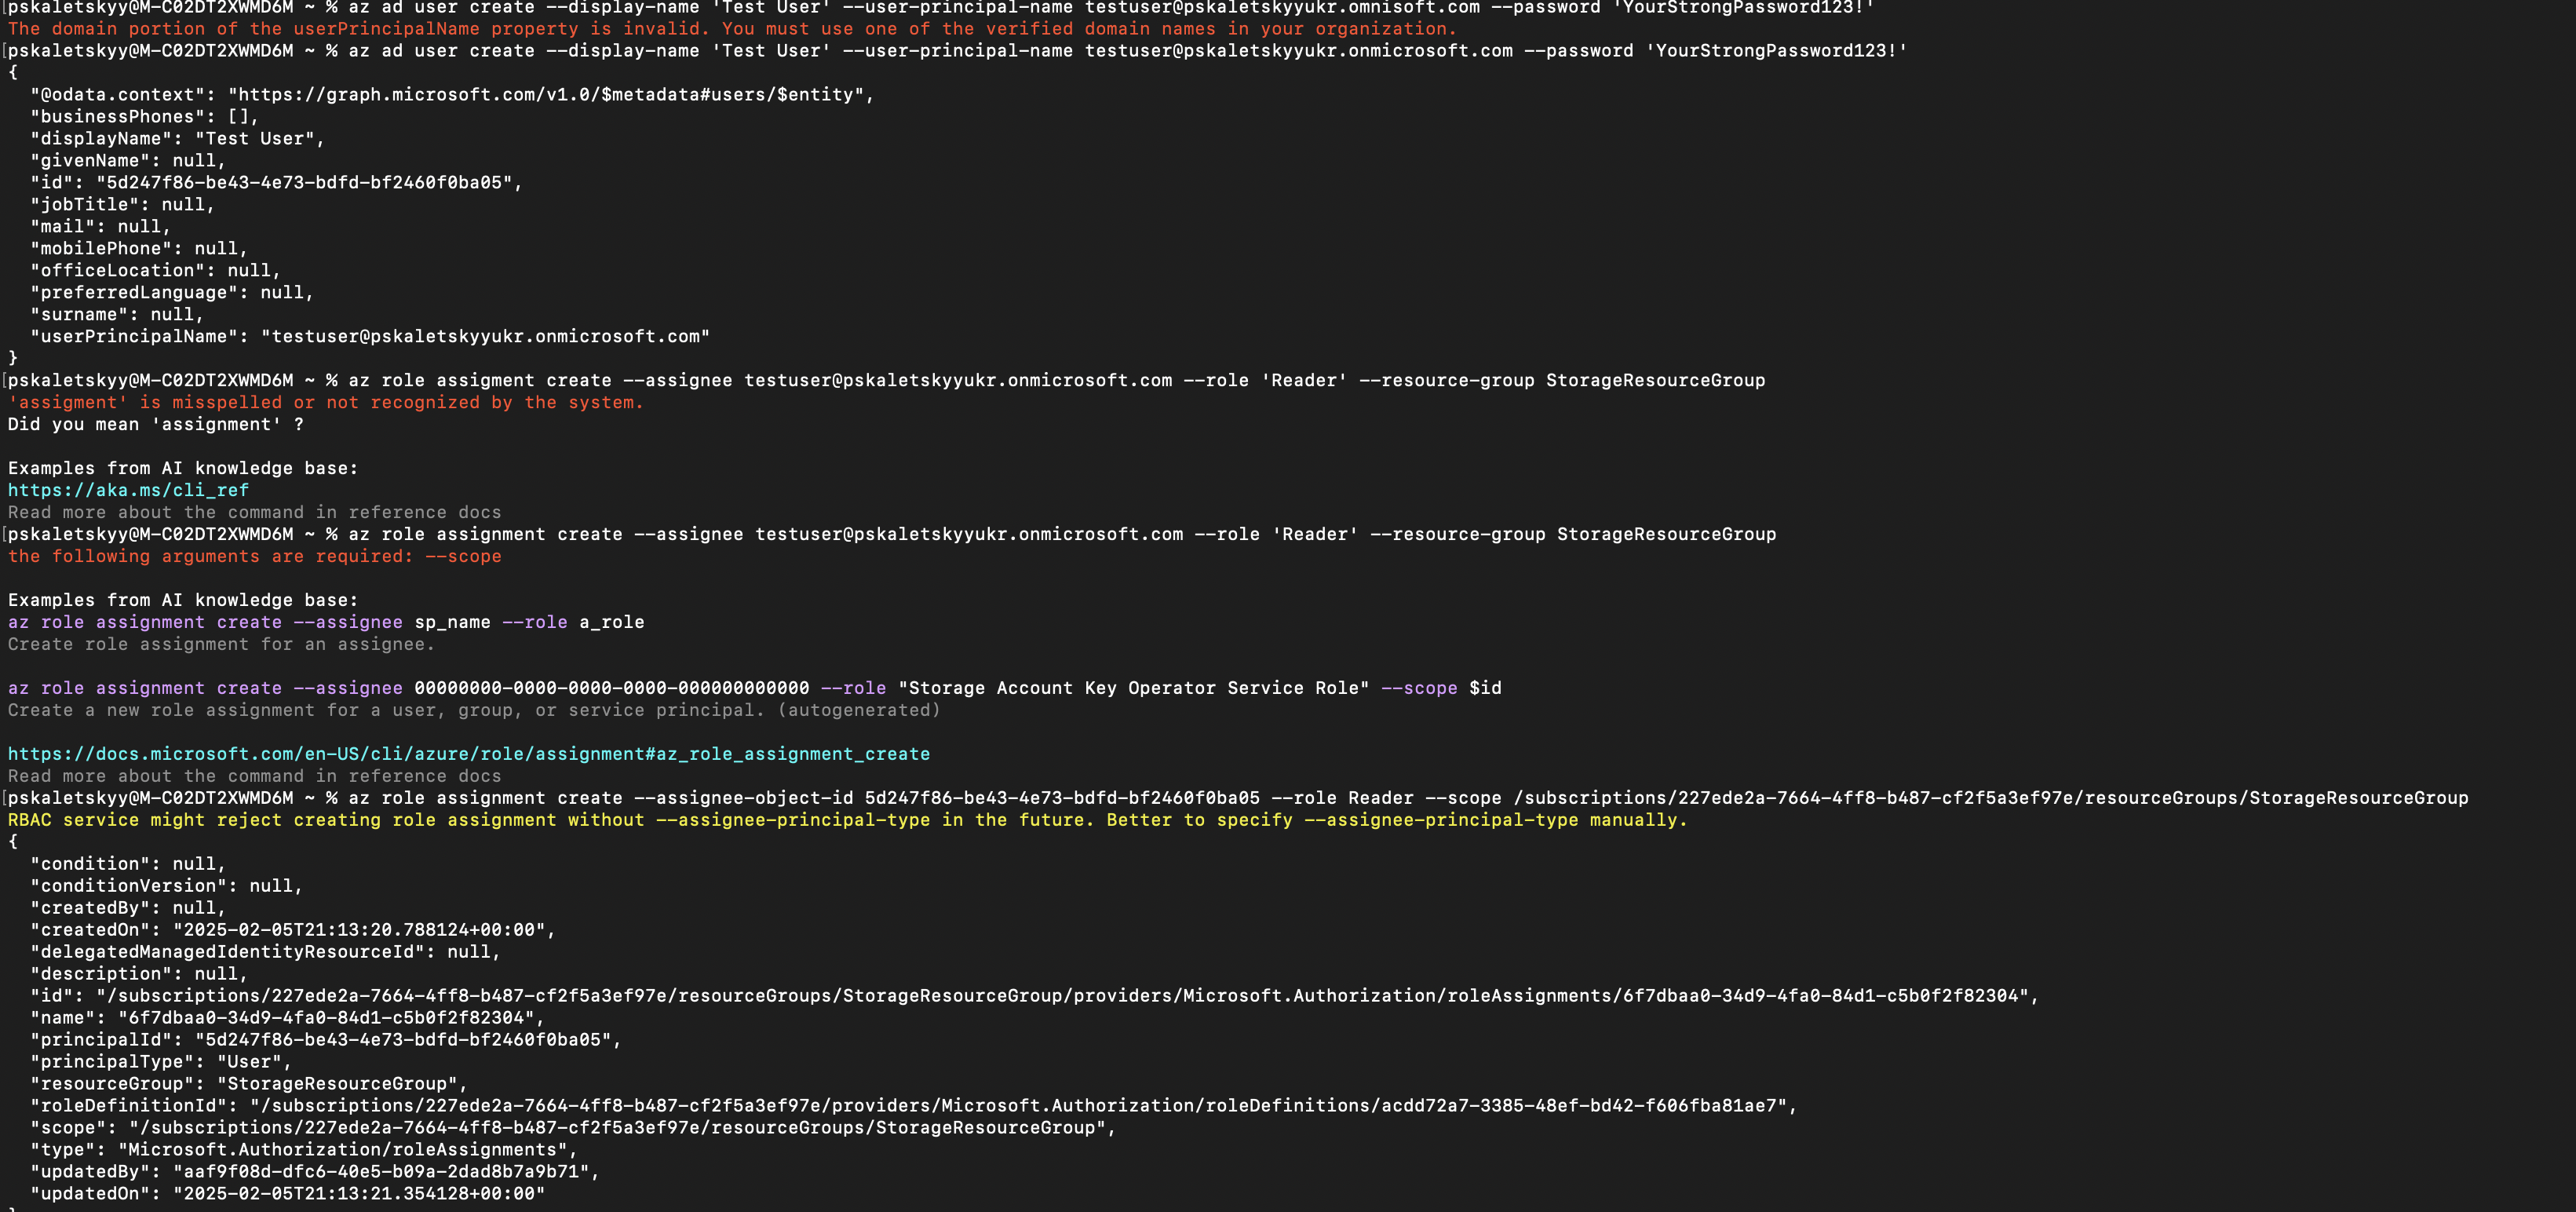 [pskaletskyy@M-C02DT2XWMD6M ~ % az ad user create --display-name 'Test User' --user-principal-name testuser@pskaletskyyukr.omnisoft.com --password 'YourStrongPassword123!'
The domain portion of the userPrincipalName property is invalid. You must use one of the verified domain names in your organization.
[pskaletskyy@M-C02DT2XWMD6M ~ % az ad user create --display-name 'Test User' --user-principal-name testuser@pskaletskyyukr.onmicrosoft.com --password 'YourStrongPassword123!'
{
  "@odata.context": "https://graph.microsoft.com/v1.0/$metadata#users/$entity",
  "businessPhones": [],
  "displayName": "Test User",
  "givenName": null,
  "id": "5d247f86-be43-4e73-bdfd-bf2460f0ba05",
  "jobTitle": null,
  "mail": null,
  "mobilePhone": null,
  "officeLocation": null,
  "preferredLanguage": null,
  "surname": null,
  "userPrincipalName": "testuser@pskaletskyyukr.onmicrosoft.com"
}
[pskaletskyy@M-C02DT2XWMD6M ~ % az role assigment create --assignee testuser@pskaletskyyukr.onmicrosoft.com --role 'Reader' --resource-group StorageResourceGroup
'assigment' is misspelled or not recognized by the system.
Did you mean 'assignment' ?

Examples from AI knowledge base:
https://aka.ms/cli_ref
Read more about the command in reference docs
[pskaletskyy@M-C02DT2XWMD6M ~ % az role assignment create --assignee testuser@pskaletskyyukr.onmicrosoft.com --role 'Reader' --resource-group StorageResourceGroup
the following arguments are required: --scope

Examples from AI knowledge base:
az role assignment create --assignee sp_name --role a_role
Create role assignment for an assignee.

az role assignment create --assignee 00000000-0000-0000-0000-000000000000 --role "Storage Account Key Operator Service Role" --scope $id
Create a new role assignment for a user, group, or service principal. (autogenerated)

https://docs.microsoft.com/en-US/cli/azure/role/assignment#az_role_assignment_create
Read more about the command in reference docs
[pskaletskyy@M-C02DT2XWMD6M ~ % az role assignment create --assignee-object-id 5d247f86-be43-4e73-bdfd-bf2460f0ba05 --role Reader --scope /subscriptions/227ede2a-7664-4ff8-b487-cf2f5a3ef97e/resourceGroups/StorageResourceGroup
RBAC service might reject creating role assignment without --assignee-principal-type in the future. Better to specify --assignee-principal-type manually.
{
  "condition": null,
  "conditionVersion": null,
  "createdBy": null,
  "createdOn": "2025-02-05T21:13:20.788124+00:00",
  "delegatedManagedIdentityResourceId": null,
  "description": null,
  "id": "/subscriptions/227ede2a-7664-4ff8-b487-cf2f5a3ef97e/resourceGroups/StorageResourceGroup/providers/Microsoft.Authorization/roleAssignments/6f7dbaa0-34d9-4fa0-84d1-c5b0f2f82304",
  "name": "6f7dbaa0-34d9-4fa0-84d1-c5b0f2f82304",
  "principalId": "5d247f86-be43-4e73-bdfd-bf2460f0ba05",
  "principalType": "User",
  "resourceGroup": "StorageResourceGroup",
  "roleDefinitionId": "/subscriptions/227ede2a-7664-4ff8-b487-cf2f5a3ef97e/providers/Microsoft.Authorization/roleDefinitions/acdd72a7-3385-48ef-bd42-f606fba81ae7",
  "scope": "/subscriptions/227ede2a-7664-4ff8-b487-cf2f5a3ef97e/resourceGroups/StorageResourceGroup",
  "type": "Microsoft.Authorization/roleAssignments",
  "updatedBy": "aaf9f08d-dfc6-40e5-b09a-2dad8b7a9b71",
  "updatedOn": "2025-02-05T21:13:21.354128+00:00"
}